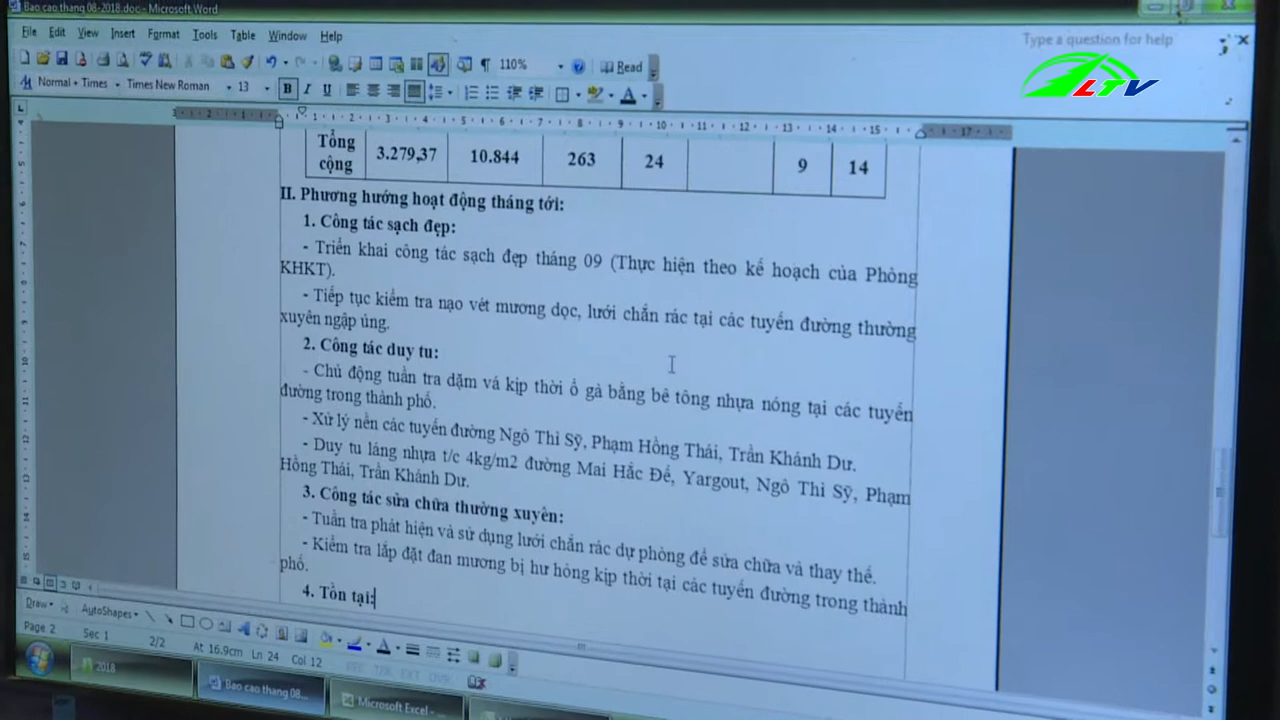 Bao cao thang 08-2018.doc - Microsoft Word
File Edit View Insert Format Tools Table Window Help
Type a question for help
LTV
110% Read
Normal + Times Times New Roman 13 B I U
Tổng cộng 3.279,37 10.844 263 24 9 14
II. Phương hướng hoạt động tháng tới:
1. Công tác sạch đẹp:
- Triển khai công tác sạch đẹp tháng 09 (Thực hiện theo kế hoạch của Phòng
KHKT).
- Tiếp tục kiểm tra nạo vét mương dọc, lưới chắn rác tại các tuyến đường thường
xuyên ngập úng.
2. Công tác duy tu:
- Chủ động tuần tra dặm vá kịp thời ổ gà bằng bê tông nhựa nóng tại các tuyến
đường trong thành phố.
- Xử lý nền các tuyến đường Ngô Thì Sỹ, Phạm Hồng Thái, Trần Khánh Dư.
- Duy tu láng nhựa t/c 4kg/m2 đường Mai Hắc Đế, Yargout, Ngô Thì Sỹ, Phạm
Hồng Thái, Trần Khánh Dư.
3. Công tác sửa chữa thường xuyên:
- Tuần tra phát hiện và sử dụng lưới chắn rác dự phòng để sửa chữa và thay thế.
- Kiểm tra lắp đặt đan mương bị hư hỏng kịp thời tại các tuyến đường trong thành
phố.
4. Tồn tại:
Draw AutoShapes
Page 2 Sec 1 2/2 At 16.9cm Ln 24 Col 12
2018 Bao cao thang 08... Microsoft Excel - ...